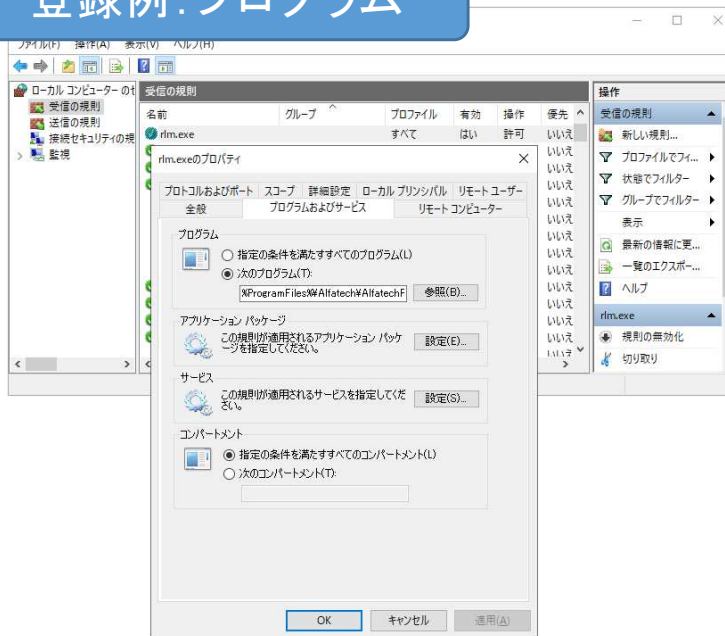 登録例:プログラム
ファイル(F) 操作(A) 表示(V) ヘルプ(H)
ローカル コンピューターのセ
受信の規則
送信の規則
接続セキュリティの規
監視
受信の規則
名前 グループ プロファイル 有効 操作 優先
rlm.exe すべて はい 許可 いいえ
いいえ
いいえ
いいえ
いいえ
いいえ
いいえ
いいえ
いいえ
いいえ
いいえ
いいえ
いいえ
いいえ
操作
受信の規則
新しい規則...
プロファイルでフィ...
状態でフィルター
グループでフィルター
表示
最新の情報に更...
一覧のエクスポー...
ヘルプ
rlm.exe
規則の無効化
切り取り
rlm.exeのプロパティ
プロトコルおよびポート スコープ 詳細設定 ローカル プリンシパル リモート ユーザー
全般 プログラムおよびサービス リモート コンピューター
プログラム
指定の条件を満たすすべてのプログラム(L)
次のプログラム(T):
%ProgramFiles%¥Alfatech¥AlfatechF 参照(B)...
アプリケーション パッケージ
この規則が適用されるアプリケーション パッケ
ージを指定してください。
設定(E)...
サービス
この規則が適用されるサービスを指定してくだ
さい。
設定(S)...
コンパートメント
指定の条件を満たすすべてのコンパートメント(L)
次のコンパートメント(T):
OK キャンセル 適用(A)